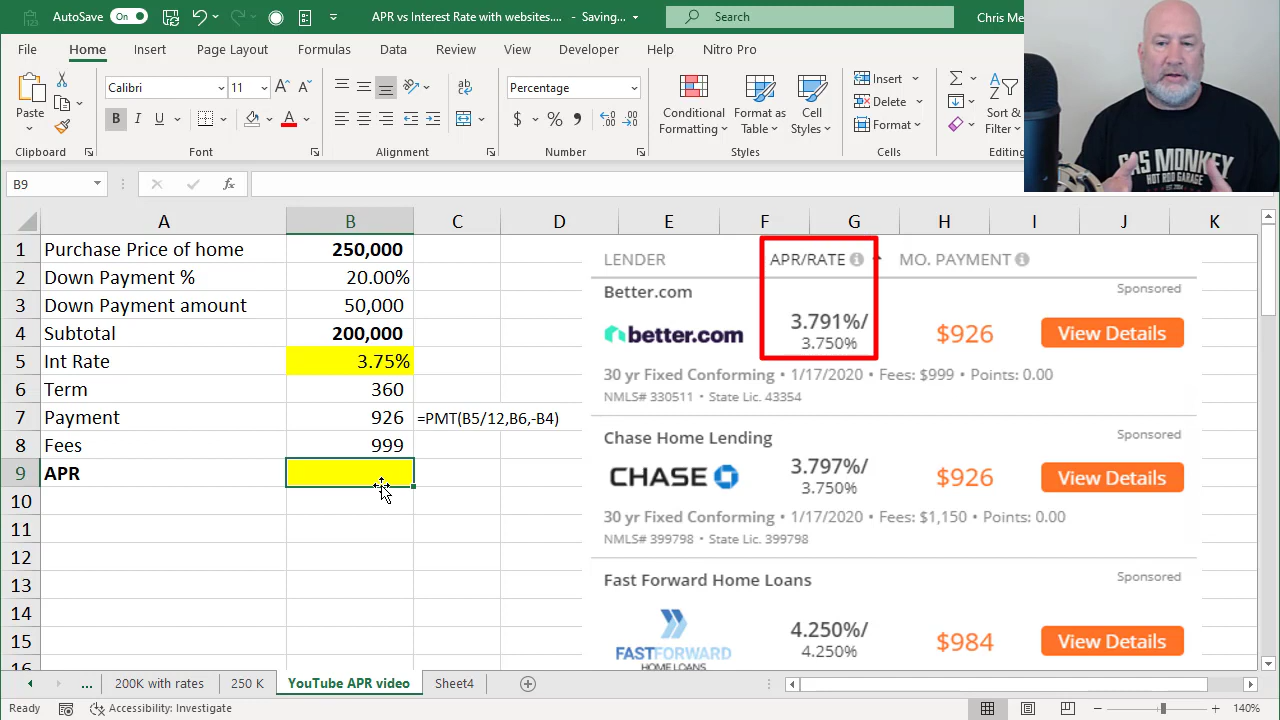 AutoSave On APR vs Interest Rate with websites.... - Saving... Search Chris Me
File Home Insert Page Layout Formulas Data Review View Developer Help Nitro Pro
Paste Calibri 11 B I U A Percentage $ % Conditional Formatting Format as Table Cell Styles Insert Delete Format Sort & Filter
Clipboard Font Alignment Number Styles Cells Editing
B9 fx
A B C D E F G H I J K
1 Purchase Price of home 250,000
2 Down Payment % 20.00%
3 Down Payment amount 50,000
4 Subtotal 200,000
5 Int Rate 3.75%
6 Term 360
7 Payment 926 =PMT(B5/12,B6,-B4)
8 Fees 999
9 APR
10
11
12
13
14
15
16
LENDER APR/RATE MO. PAYMENT
Better.com Sponsored
better.com 3.791%/ $926 View Details
3.750%
30 yr Fixed Conforming • 1/17/2020 • Fees: $999 • Points: 0.00
NMLS# 330511 • State Lic. 43354
Chase Home Lending Sponsored
CHASE 3.797%/ $926 View Details
3.750%
30 yr Fixed Conforming • 1/17/2020 • Fees: $1,150 • Points: 0.00
NMLS# 399798 • State Lic. 399798
Fast Forward Home Loans Sponsored
4.250%/ $984 View Details
4.250%
FASTFORWARD
HOME LOANS
GAS MONKEY
HOT ROD GARAGE
... 200K with rates 250 K YouTube APR video Sheet4
Ready Accessibility: Investigate 140%